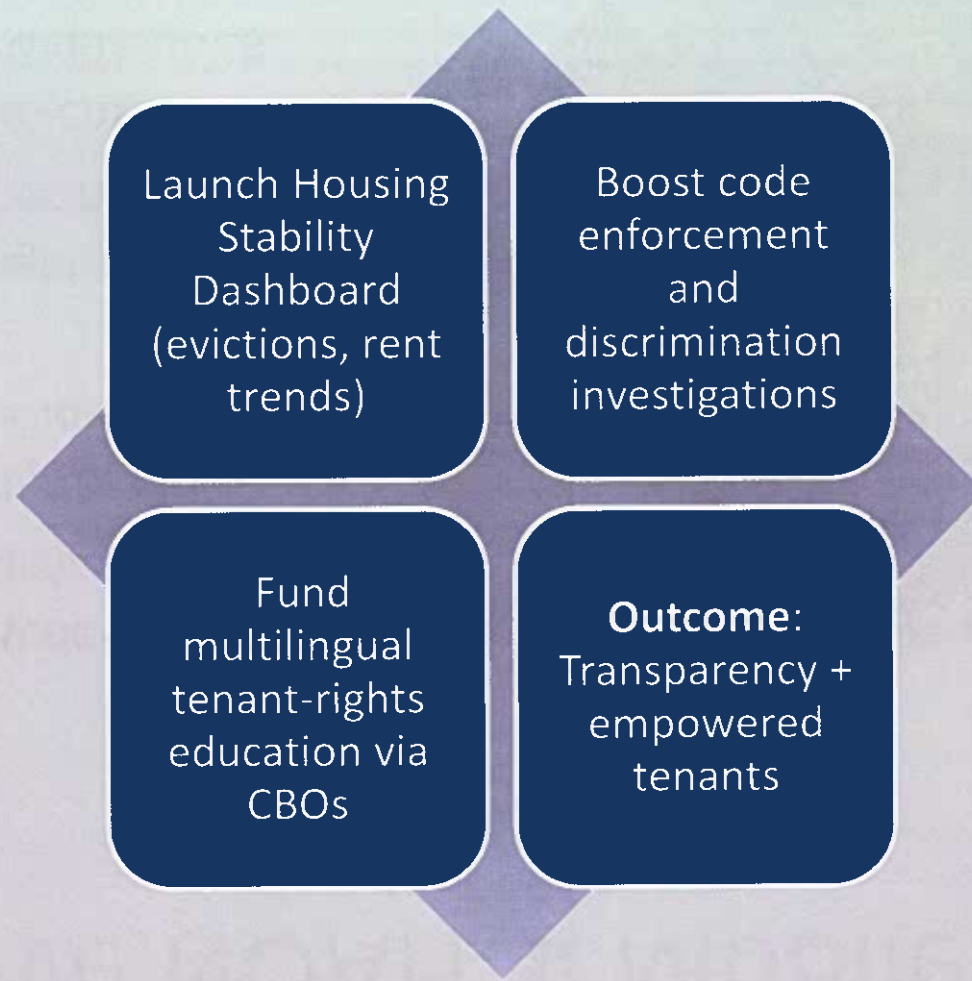 Launch Housing
Stability
Dashboard
(evictions, rent
trends)
Boost code
enforcement
and
discrimination
investigations
Fund
multilingual
tenant-rights
education via
CBOs
Outcome:
Transparency +
empowered
tenants